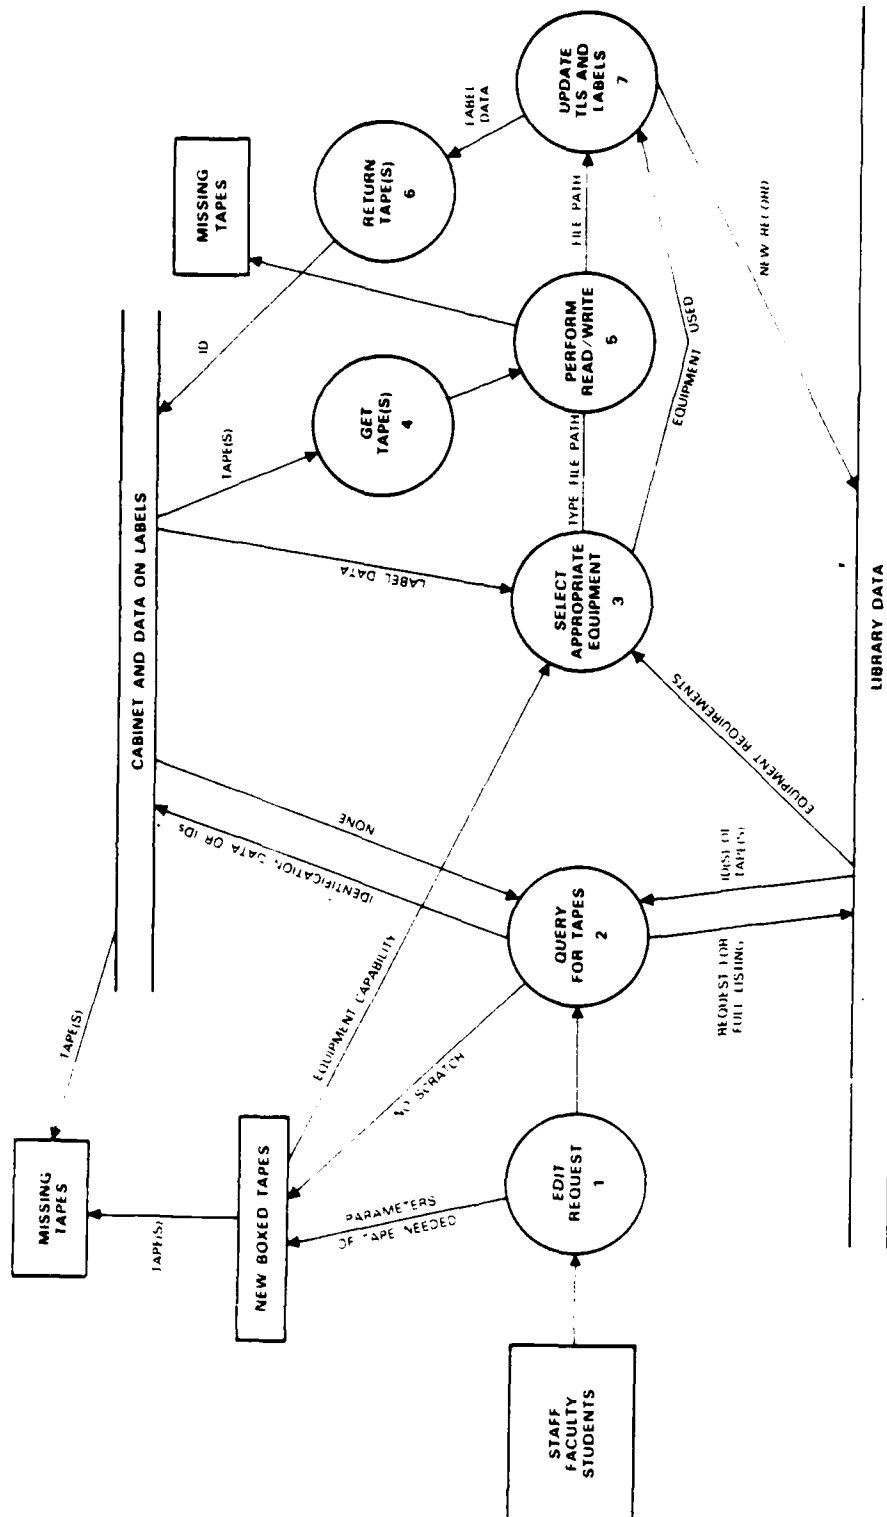 MISSING
TAPES
TAPE(S)
TAPE(S)
NEW BOXED TAPES
CABINET AND DATA ON LABELS
MISSING
TAPES
STAFF
FACULTY
STUDENTS
PARAMETERS
OF TAPE NEEDED
EDIT
REQUEST
1
NO SCRATCH
EQUIPMENT CAPABILITY
IDENTIFICATION DATA OR IDs
NONE
QUERY
FOR TAPES
2
REQUEST FOR
FULL LISTING
ID(S) OF
TAPE(S)
EQUIPMENT REQUIREMENTS
LABEL DATA
SELECT
APPROPRIATE
EQUIPMENT
3
TAPE(S)
GET
TAPE(S)
4
TYPE FILE PATH
PERFORM
READ/WRITE
5
ID
RETURN
TAPE(S)
6
LABEL
DATA
FILE PATH
EQUIPMENT USED
UPDATE
TLS AND
LABELS
7
NEW RECORD
LIBRARY DATA